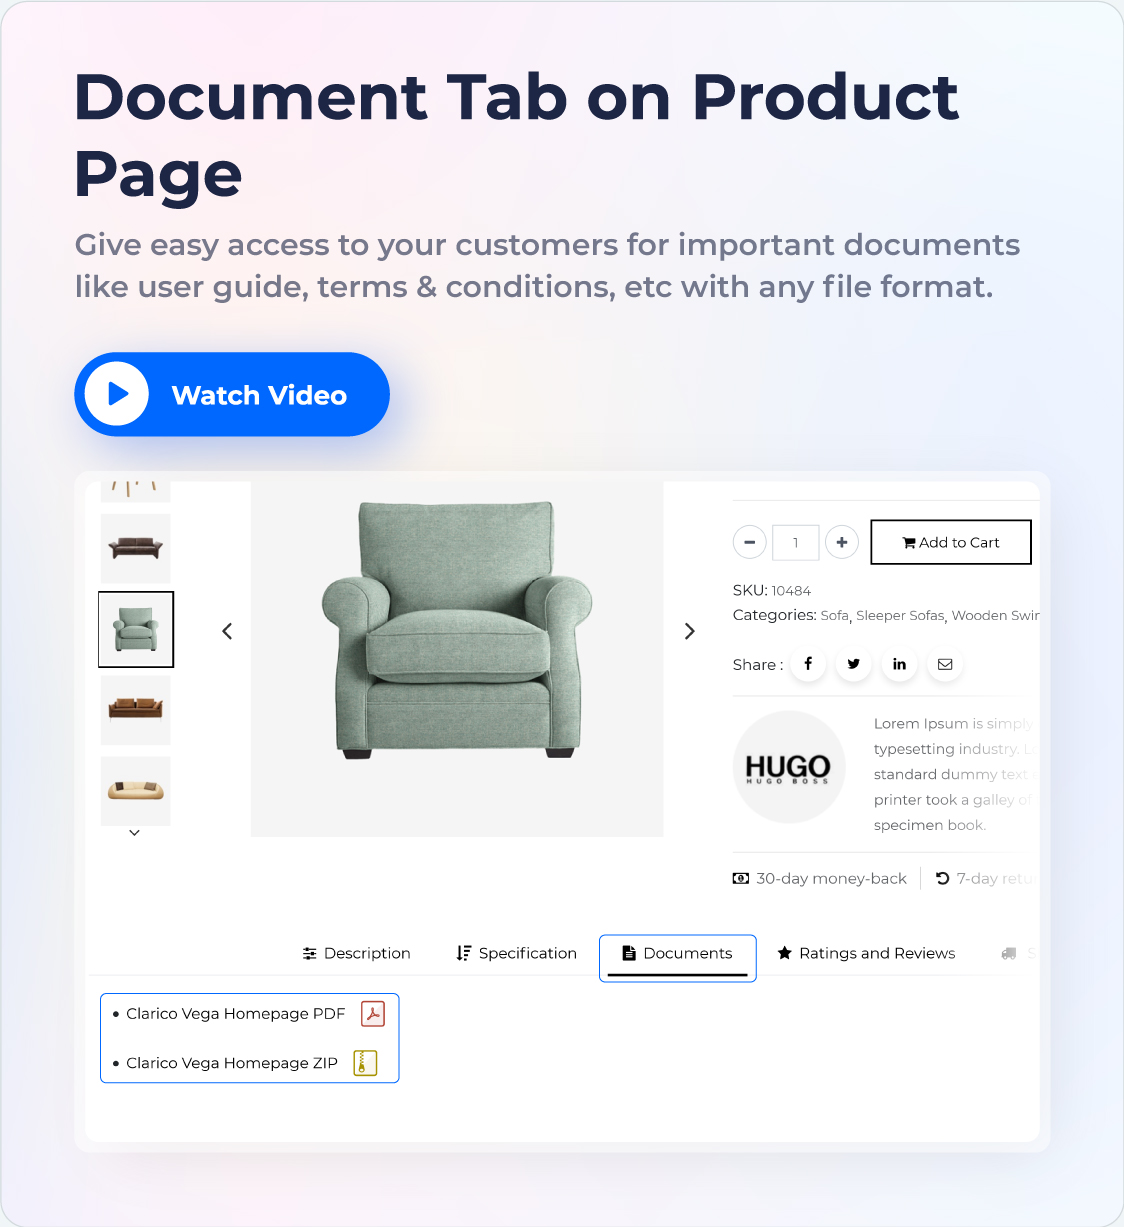 Document Tab on Product
Page
Give easy access to your customers for important documents
like user guide, terms & conditions, etc with any file format.
Watch Video
1
Add to Cart
SKU: 10484
Categories: Sofa, Sleeper Sofas, Wooden Swin
Share :
Lorem Ipsum is simply
HUGO
HUGO BOSS
typesetting industry. Lo
standard dummy text
printer took a galley of
specimen book.
30-day money-back
7-day retu
Description
Specification
Documents
Ratings and Reviews
S
Clarico Vega Homepage PDF
Clarico Vega Homepage ZIP